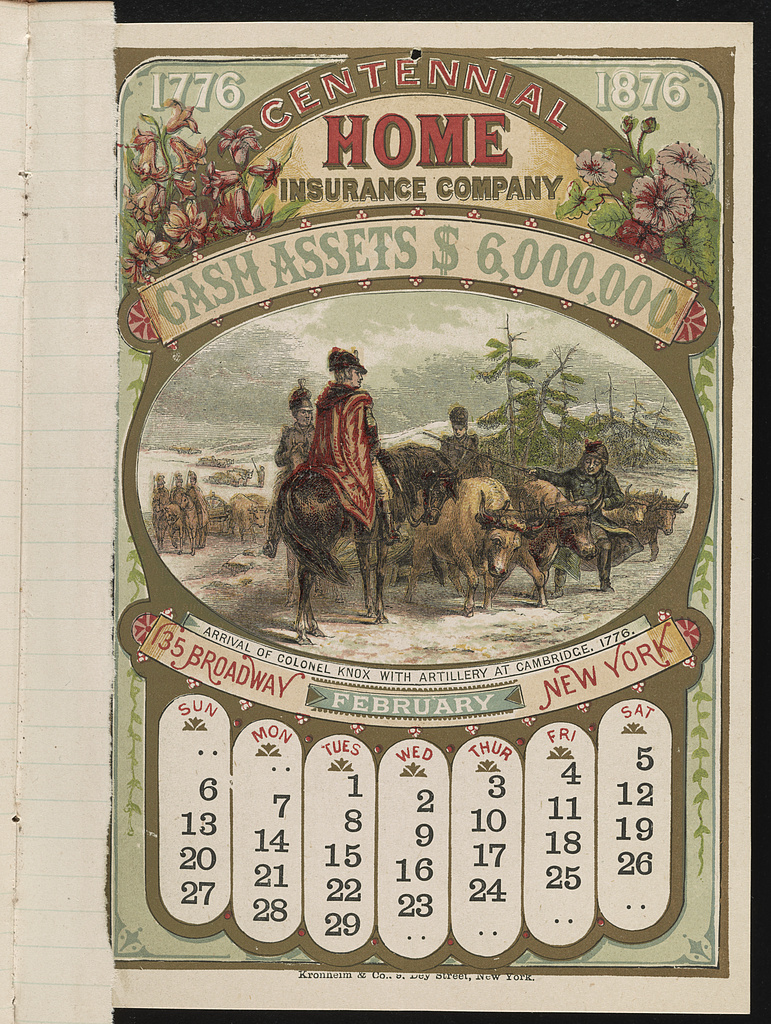 1776 1876
CENTENNIAL
HOME
INSURANCE COMPANY
CASH ASSETS $ 6,000,000.
ARRIVAL OF COLONEL KNOX WITH ARTILLERY AT CAMBRIDGE. 1776.
135 BROADWAY NEW YORK
FEBRUARY
SUN MON TUES WED THUR FRI SAT
.. .. 1 2 3 4 5
6 7 8 9 10 11 12
13 14 15 16 17 18 19
20 21 22 23 24 25 26
27 28 29 .. .. .. ..
Kronheim & Co., 9. Dey Street, New York.